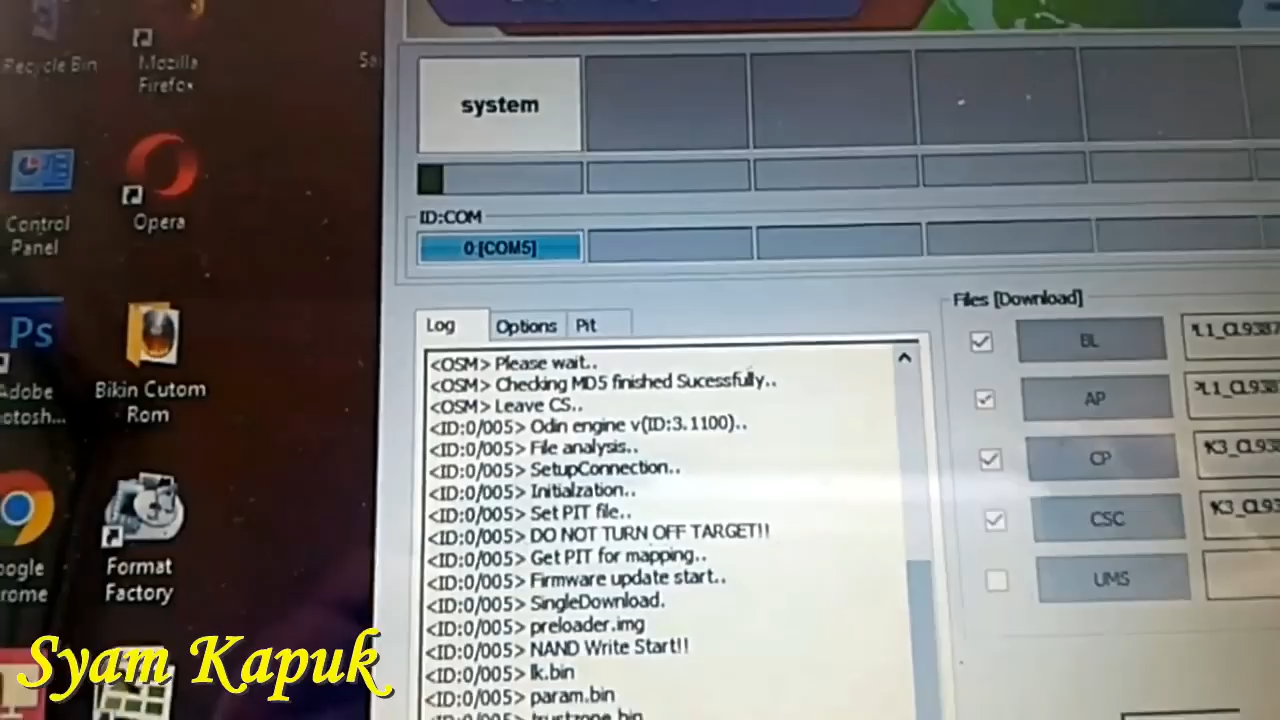 Recycle Bin
Mozilla
Firefox
system
Control
Panel
Opera
ID:COM
0:[COM5]
Files [Download]
Log
Options
Pit
BL
AP
CP
CSC
UMS
<OSM> Please wait..
<OSM> Checking MD5 finished Sucessfully..
<OSM> Leave CS..
<ID:0/005> Odin engine v(ID:3.1100)..
<ID:0/005> File analysis..
<ID:0/005> SetupConnection..
<ID:0/005> Initialzation..
<ID:0/005> Set PIT file..
<ID:0/005> DO NOT TURN OFF TARGET!!
<ID:0/005> Get PIT for mapping..
<ID:0/005> Firmware update start..
<ID:0/005> SingleDownload.
<ID:0/005> preloader.img
<ID:0/005> NAND Write Start!!
<ID:0/005> lk.bin
<ID:0/005> param.bin
<ID:0/005> trustzone.bin
Ps
Adobe
otosh...
Bikin Cutom
Rom
oogle
rome
Format
Factory
Syam Kapuk